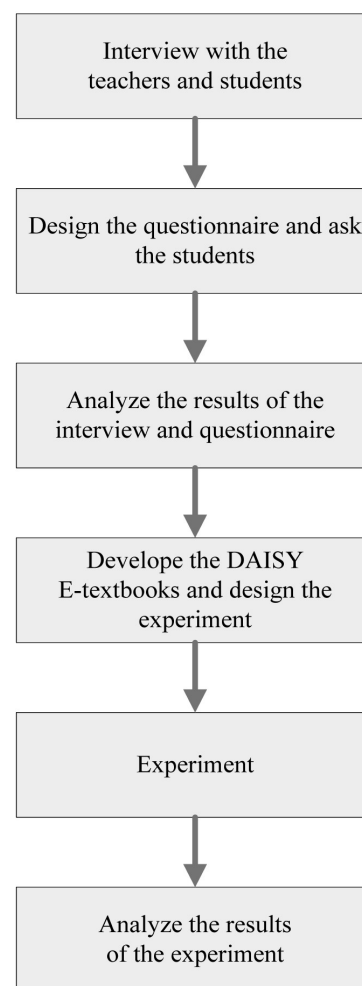 Interview with the
teachers and students
Design the questionnaire and ask
the students
Analyze the results of the
interview and questionnaire
Develope the DAISY
E-textbooks and design the
experiment
Experiment
Analyze the results
of the experiment